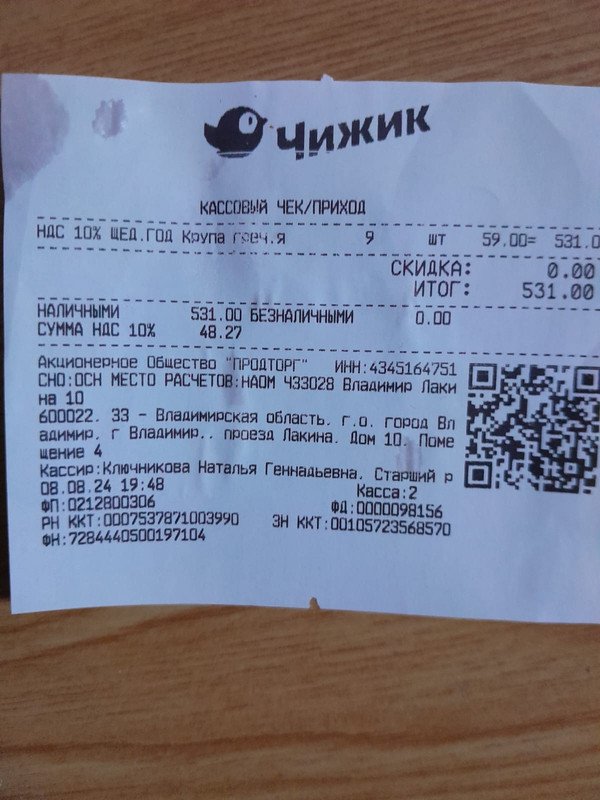 Чижик
КАССОВЫЙ ЧЕК/ПРИХОД
НДС 10% ЩЕД.ГОД Крупа греч.я 9 шт 59.00= 531.0
СКИДКА: 0.00
ИТОГ: 531.00
НАЛИЧНЫМИ 531.00 БЕЗНАЛИЧНЫМИ 0.00
СУММА НДС 10% 48.27
Акционерное Общество "ПРОДТОРГ" ИНН:4345164751
СНО:ОСН МЕСТО РАСЧЕТОВ:НАОМ Ч33028 Владимир Лаки
на 10
600022. 33 - Владимирская область. г.о. город Вл
адимир. г Владимир.. проезд Лакина. Дом 10. Поме
щение 4
Кассир:Ключникова Наталья Геннадьевна, Старший р
08.08.24 19:48 Касса:2
ФП:0212800306 ФД:0000098156
РН ККТ:0007537871003990 ЗН ККТ:00105723568570
ФН:7284440500197104